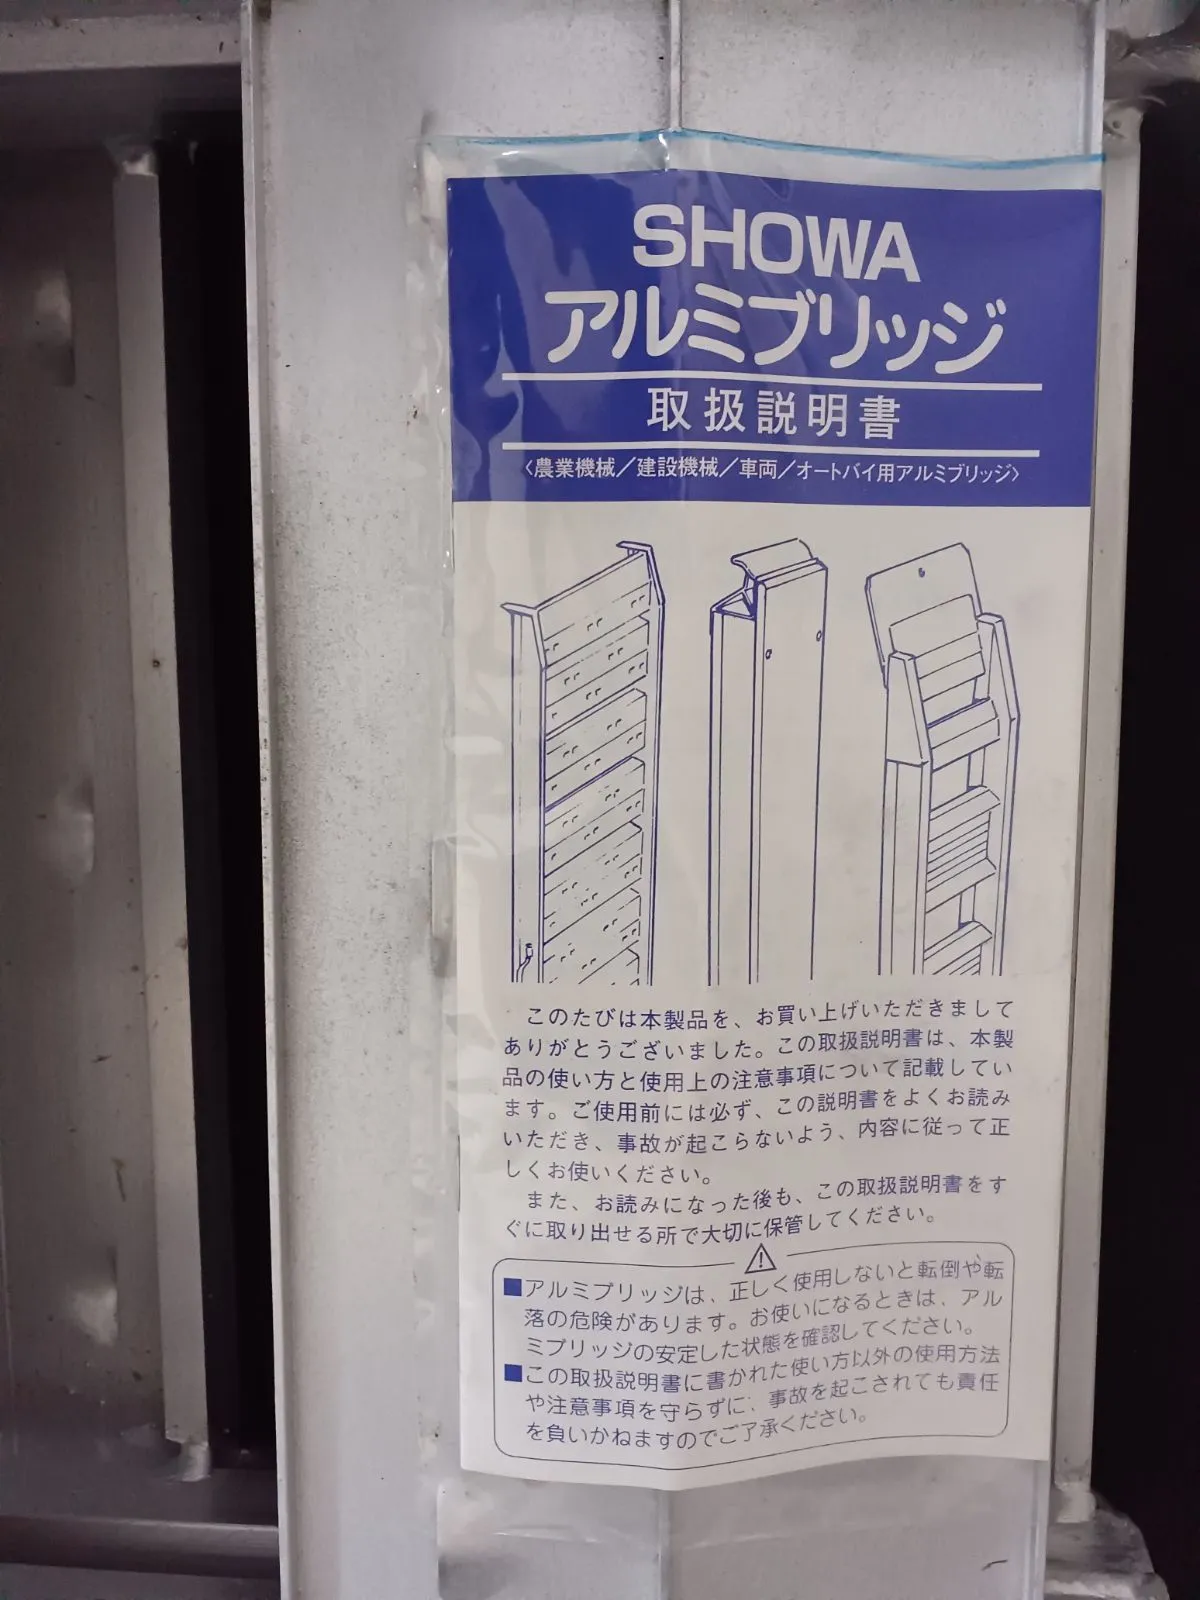 SHOWA
アルミブリッジ
取扱説明書
〈農業機械／建設機械／車両／オートバイ用アルミブリッジ〉
このたびは本製品を、お買い上げいただきまして
ありがとうございました。この取扱説明書は、本製
品の使い方と使用上の注意事項について記載してい
ます。ご使用前には必ず、この説明書をよくお読み
いただき、事故が起こらないよう、内容に従って正
しくお使いください。
また、お読みになった後も、この取扱説明書をす
ぐに取り出せる所で大切に保管してください。
■アルミブリッジは、正しく使用しないと転倒や転
落の危険があります。お使いになるときは、アル
ミブリッジの安定した状態を確認してください。
■この取扱説明書に書かれた使い方以外の使用方法
や注意事項を守らずに、事故を起こされても責任
を負いかねますのでご了承ください。